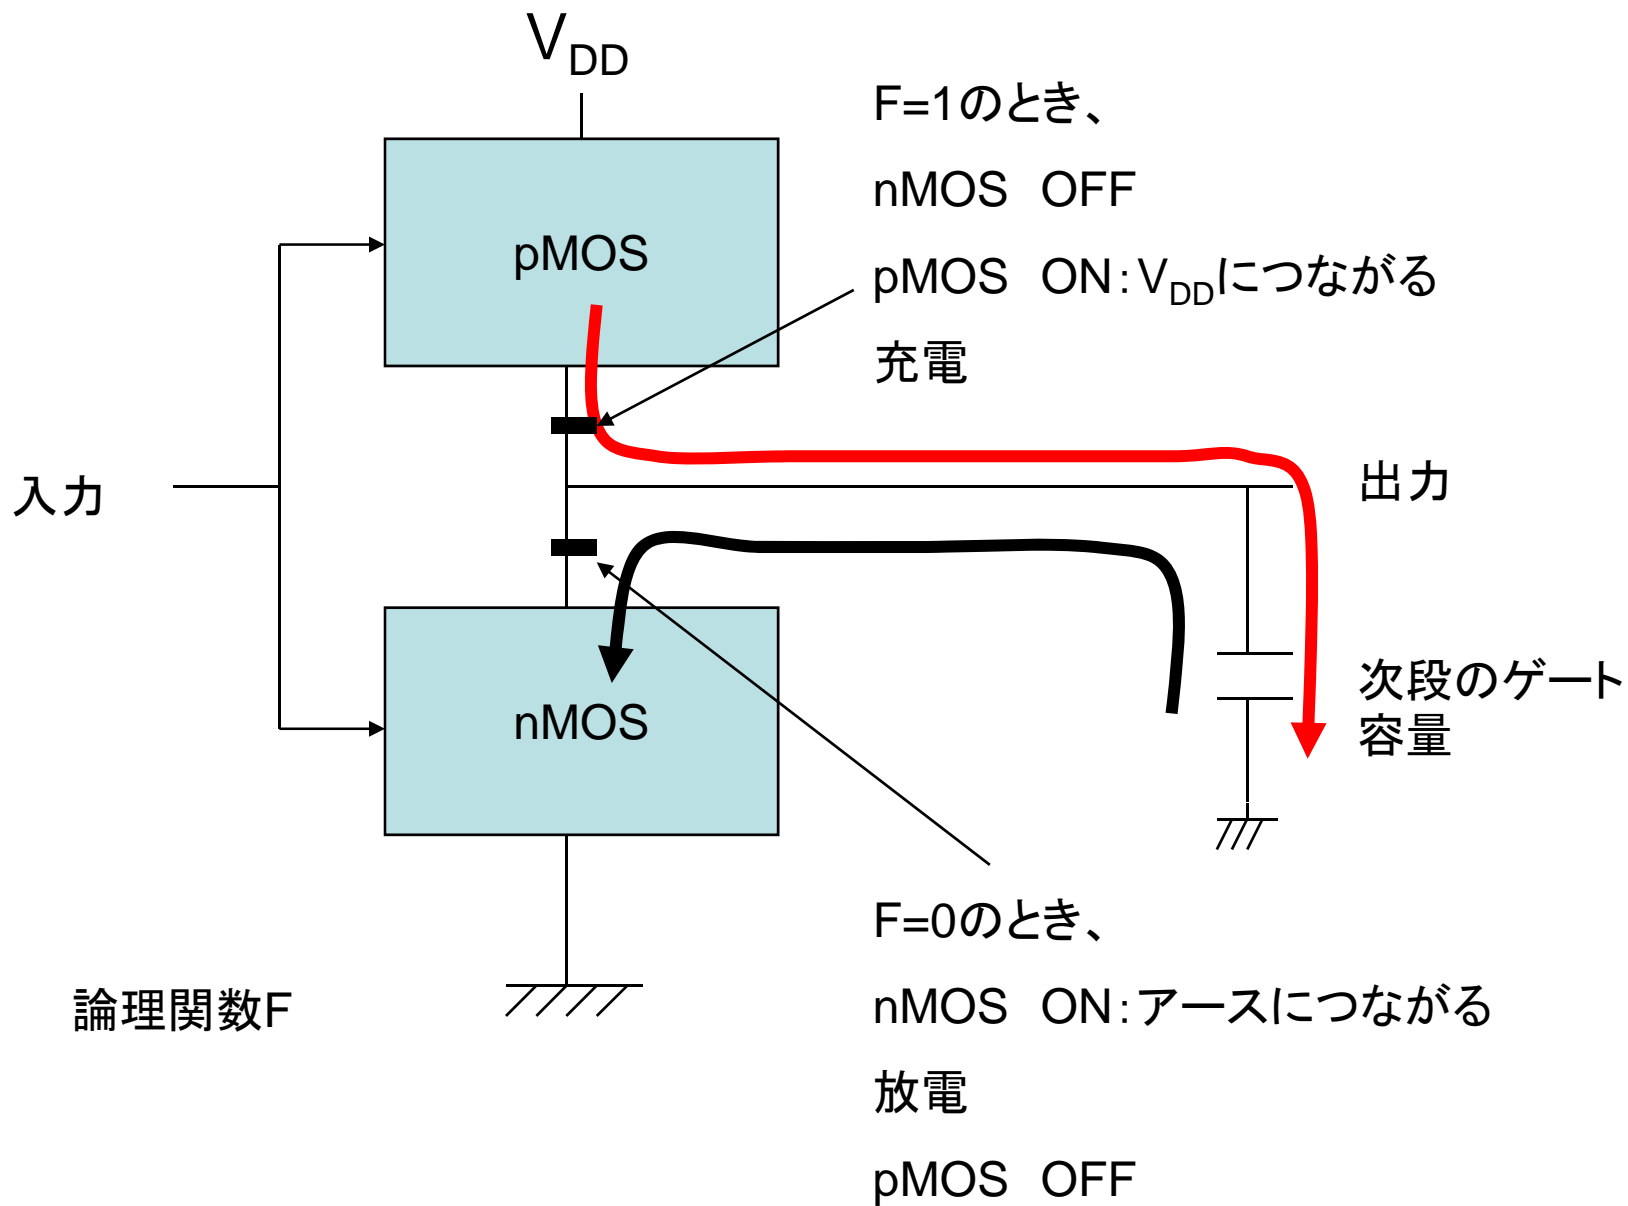 V_DD
F=1のとき、
nMOS　OFF
pMOS
pMOS　ON：V_DDにつながる
充電
入力
出力
次段のゲート
容量
nMOS
F=0のとき、
論理関数F
nMOS　ON：アースにつながる
放電
pMOS　OFF